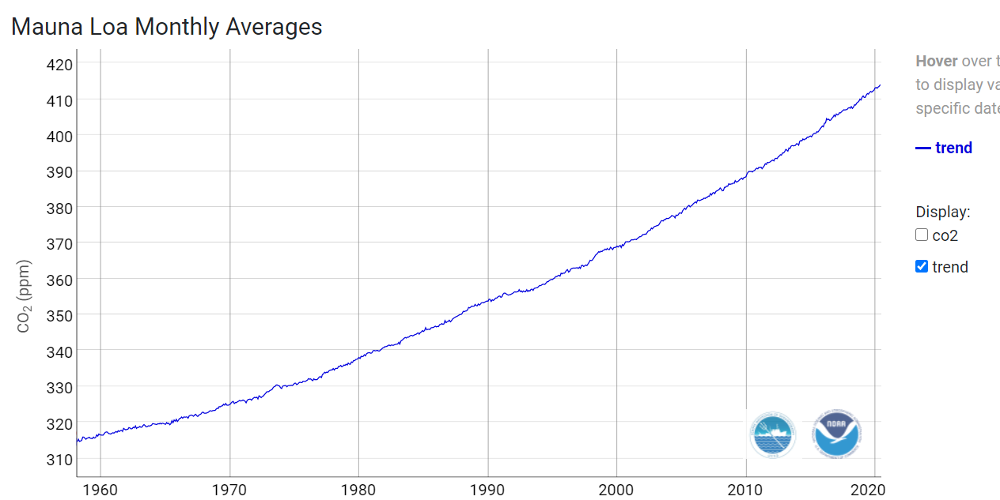 Mauna Loa Monthly Averages
420
410
400
390
380
370
360
350
340
330
320
310
CO₂ (ppm)
1960 1970 1980 1990 2000 2010 2020
NOAA
Hover over t
to display va
specific date
trend
Display:
co2
trend